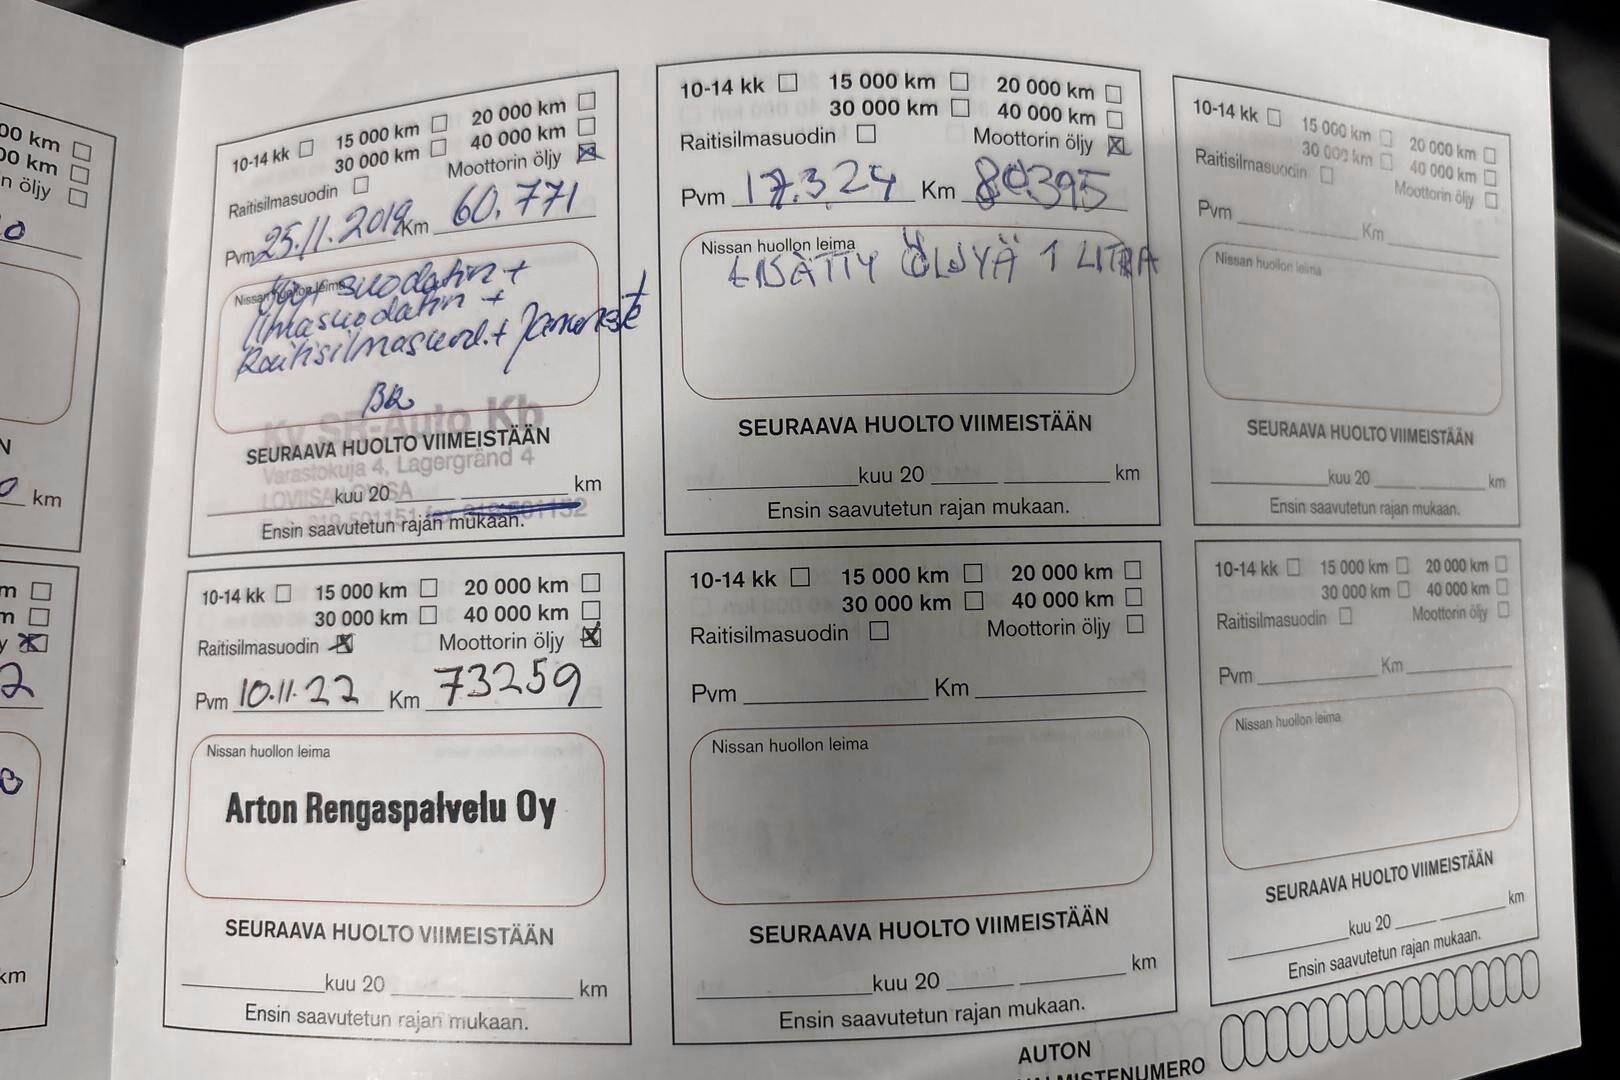 00 km
00 km
n öljy
km
N
km
y
10-14 kk 15 000 km 20 000 km
30 000 km 40 000 km
Raitisilmasuodin Moottorin öljy
Pvm 25.11.2019 Km 60.771
Nissan huollon leima
suodatin +
Ilmasuodatin +
Raitisilmasuod. +
BR
Ky SR-Auto Kb
SEURAAVA HUOLTO VIIMEISTÄÄN
Varastokuja 4, Lagergränd 4
LOVIISA LOVISA
kuu 20 km
019-501151 fax 019-501152
Ensin saavutetun rajan mukaan.
10-14 kk 15 000 km 20 000 km
30 000 km 40 000 km
Raitisilmasuodin Moottorin öljy
Pvm 10.11.22 Km 73259
Nissan huollon leima
Arton Rengaspalvelu Oy
SEURAAVA HUOLTO VIIMEISTÄÄN
kuu 20 km
Ensin saavutetun rajan mukaan.
10-14 kk 15 000 km 20 000 km
30 000 km 40 000 km
Raitisilmasuodin Moottorin öljy
Pvm 17.3.24 Km 80395
Nissan huollon leima
LISÄTTY ÖLJYÄ 1 LITRA
SEURAAVA HUOLTO VIIMEISTÄÄN
kuu 20 km
Ensin saavutetun rajan mukaan.
10-14 kk 15 000 km 20 000 km
30 000 km 40 000 km
Raitisilmasuodin Moottorin öljy
Pvm Km
Nissan huollon leima
SEURAAVA HUOLTO VIIMEISTÄÄN
kuu 20 km
Ensin saavutetun rajan mukaan.
10-14 kk 15 000 km 20 000 km
30 000 km 40 000 km
Raitisilmasuodin Moottorin öljy
Pvm Km
Nissan huollon leima
SEURAAVA HUOLTO VIIMEISTÄÄN
kuu 20 km
Ensin saavutetun rajan mukaan.
10-14 kk 15 000 km 20 000 km
30 000 km 40 000 km
Raitisilmasuodin Moottorin öljy
Pvm Km
Nissan huollon leima
SEURAAVA HUOLTO VIIMEISTÄÄN
kuu 20 km
Ensin saavutetun rajan mukaan.
AUTON
VALMISTENUMERO